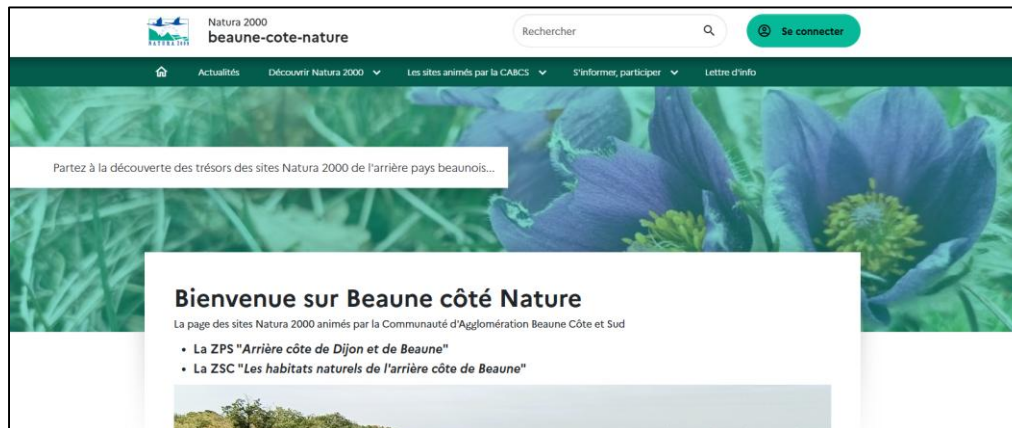 Natura 2000
beaune-cote-nature
Rechercher
Se connecter
NATURA 2000
Actualités
Découvrir Natura 2000
Les sites animés par la CABCS
S'informer, participer
Lettre d'info
Partez à la découverte des trésors des sites Natura 2000 de l'arrière pays beaunois...
Bienvenue sur Beaune côté Nature
La page des sites Natura 2000 animés par la Communauté d'Agglomération Beaune Côte et Sud
• La ZPS "Arrière côte de Dijon et de Beaune"
• La ZSC "Les habitats naturels de l'arrière côte de Beaune"